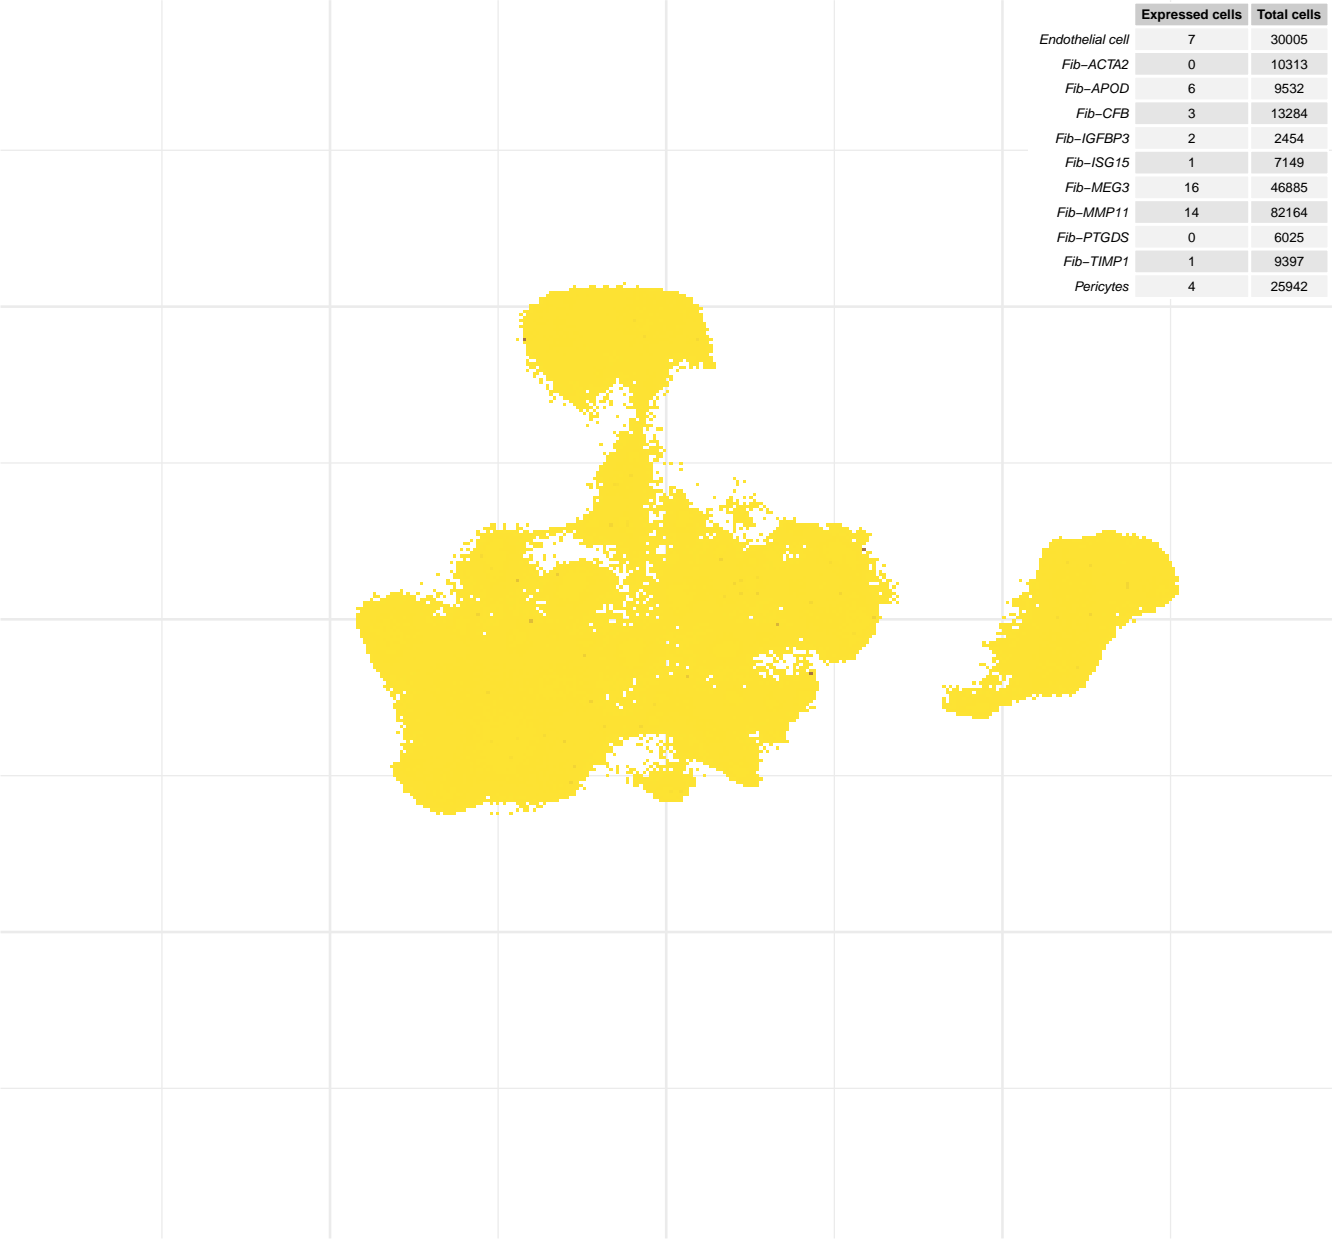 Expressed cells Total cells
Endothelial cell 7 30005
Fib−ACTA2 0 10313
Fib−APOD 6 9532
Fib−CFB 3 13284
Fib−IGFBP3 2 2454
Fib−ISG15 1 7149
Fib−MEG3 16 46885
Fib−MMP11 14 82164
Fib−PTGDS 0 6025
Fib−TIMP1 1 9397
Pericytes 4 25942